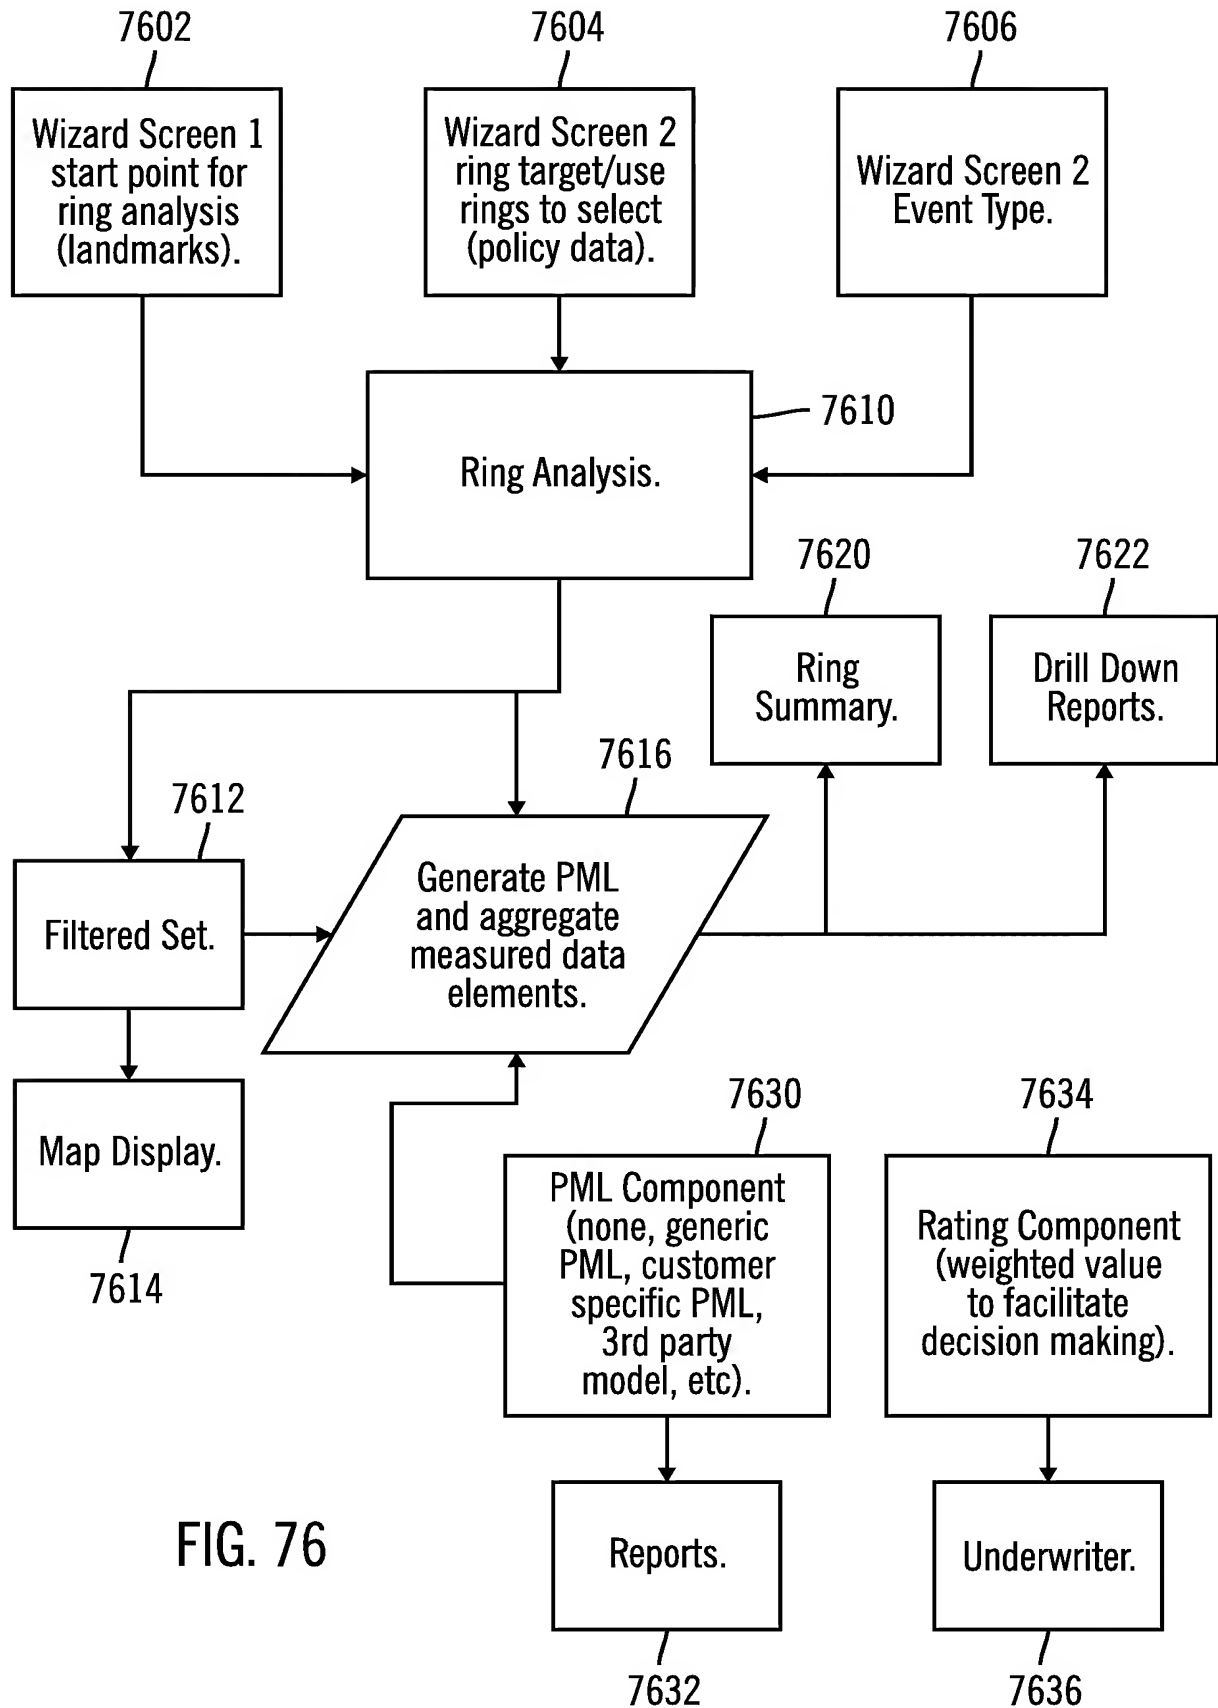 7602
7604
7606
Wizard Screen 1
start point for
ring analysis
(landmarks).
Wizard Screen 2
ring target/use
rings to select
(policy data).
Wizard Screen 2
Event Type.
7610
Ring Analysis.
7620
7622
Ring
Summary.
Drill Down
Reports.
7616
7612
Generate PML
and aggregate
measured data
elements.
Filtered Set.
7630
7634
Map Display.
7614
PML Component
(none, generic
PML, customer
specific PML,
3rd party
model, etc).
Rating Component
(weighted value
to facilitate
decision making).
FIG. 76
Reports.
Underwriter.
7632
7636